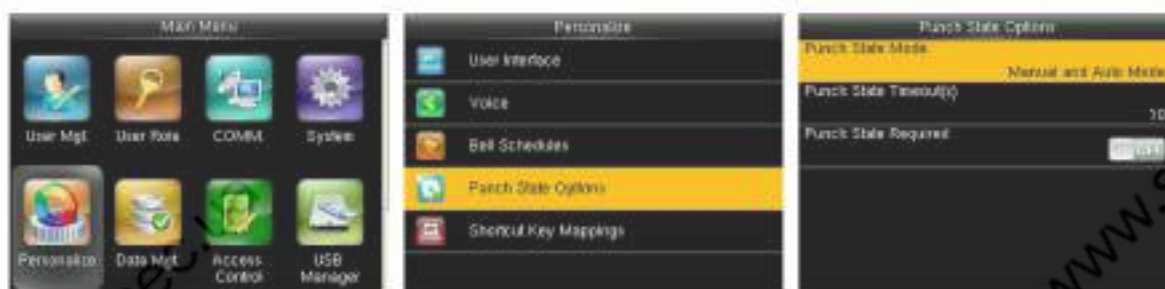 Main Menu
User Mgt.
User Role
COMM.
System
Personalize
Data Mgt.
Access Control
USB Manager
Personalize
User Interface
Voice
Bell Schedules
Punch State Options
Shortcut Key Mappings
Punch State Options
Punch State Mode
Manual and Auto Mode
Punch State Timeout(s)
10
Punch State Required
www.s